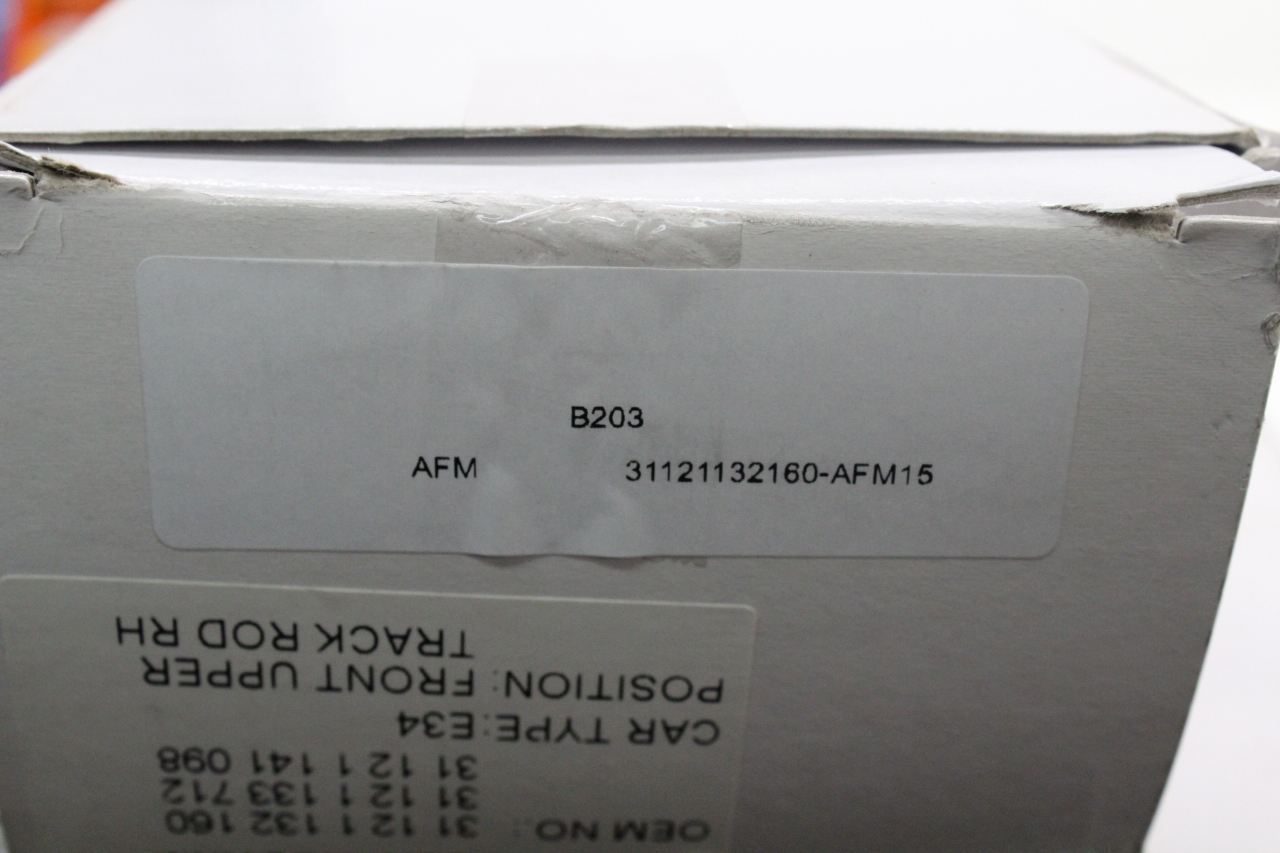 B203
AFM 31121132160-AFM15
OEM NO.: 31 12 1 132 160
31 12 1 133 712
31 12 1 141 098
CAR TYPE: E34
POSITION: FRONT UPPER
TRACK ROD RH